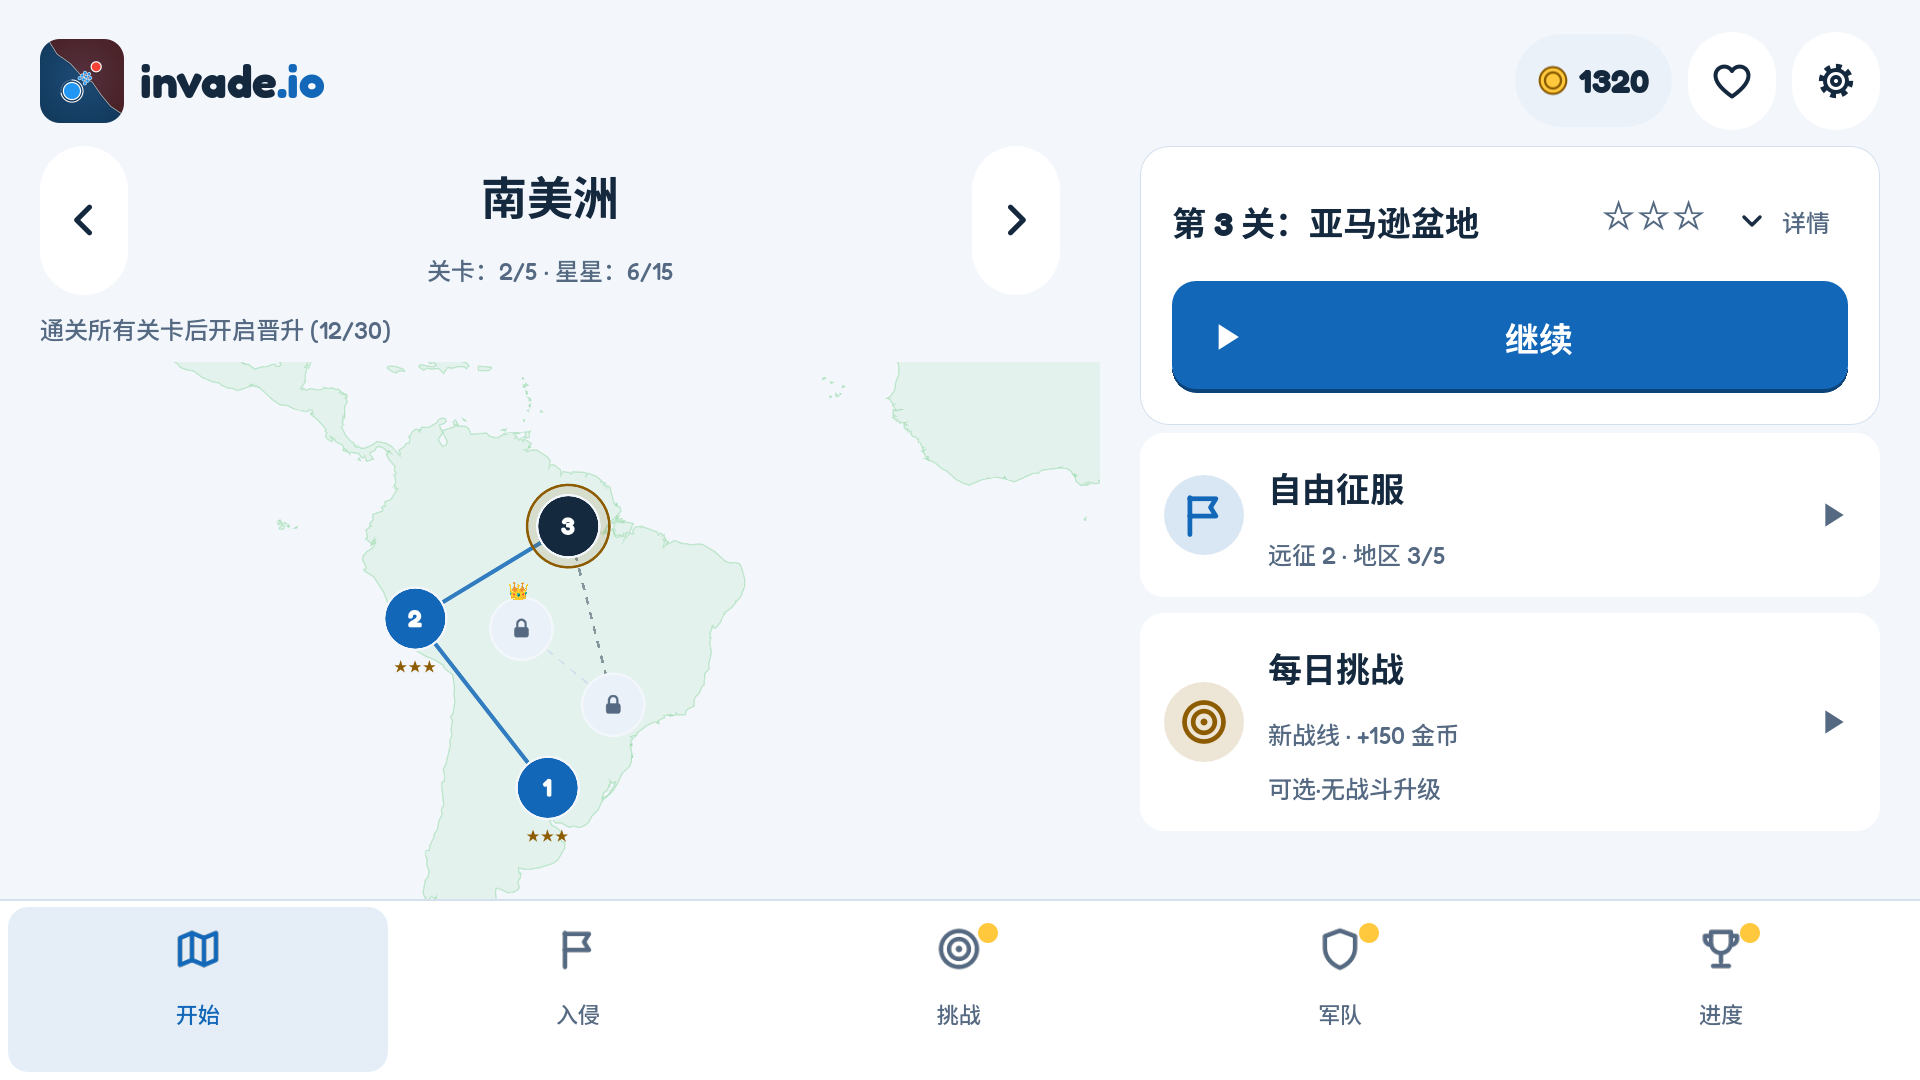 invade.io
1320
南美洲
关卡：2/5 · 星星：6/15
通关所有关卡后开启晋升 (12/30)
3
2
★★★
1
★★★
第 3 关：亚马逊盆地
☆☆☆
详情
继续
自由征服
远征 2 · 地区 3/5
每日挑战
新战线 · +150 金币
可选·无战斗升级
开始
入侵
挑战
军队
进度